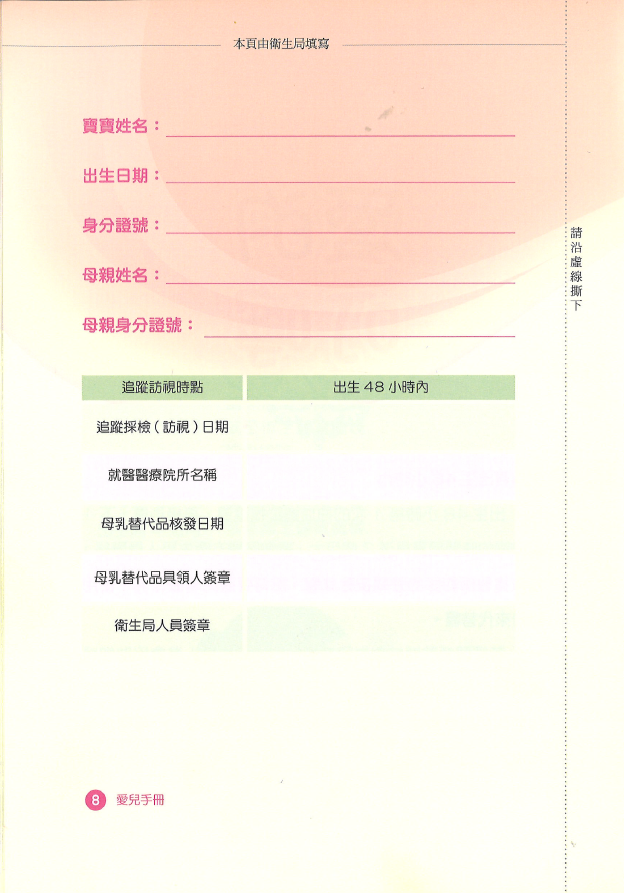 本頁由衛生局填寫
寶寶姓名：
出生日期：
身分證號：
母親姓名：
母親身分證號：
追蹤訪視時點
出生 48 小時內
追蹤採檢（訪視）日期
就醫醫療院所名稱
母乳替代品核發日期
母乳替代品具領人簽章
衛生局人員簽章
請沿虛線撕下
8 愛兒手冊